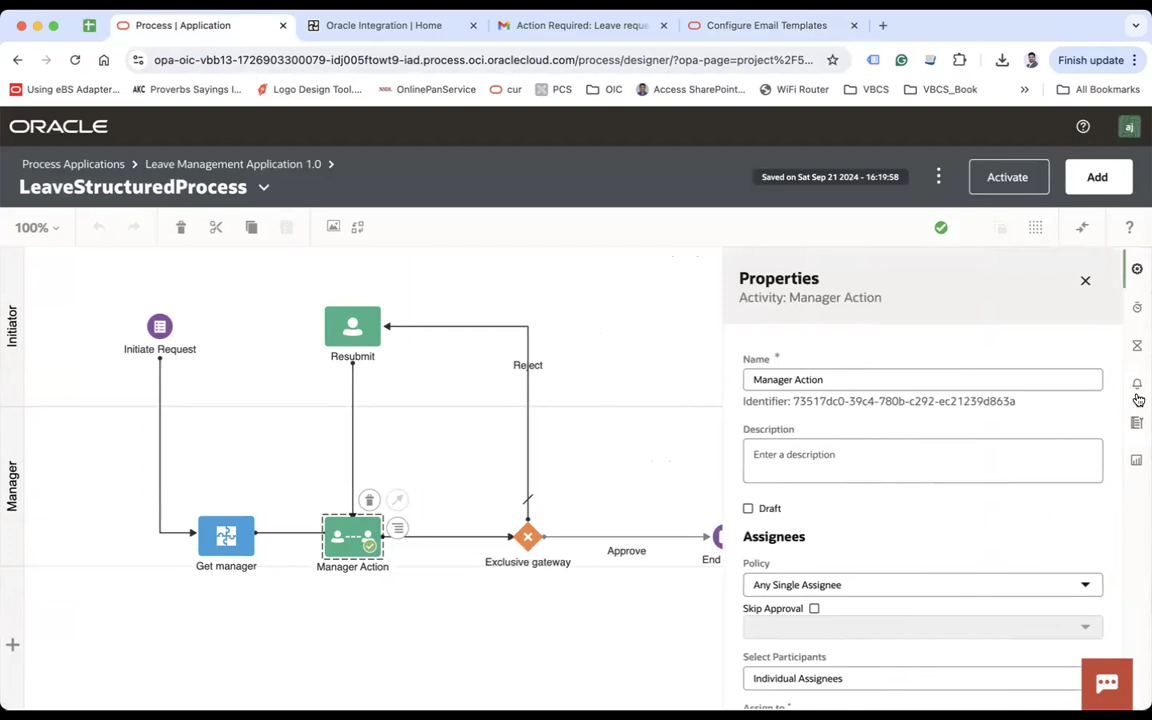 Process | Application
Oracle Integration | Home
Action Required: Leave reque
Configure Email Templates
opa-oic-vbb13-1726903300079-idj005ftowt9-iad.process.oci.oraclecloud.com/process/designer/?opa-page=project%2F5...
Finish update
Using eBS Adapter...
AKC Proverbs Sayings I...
Logo Design Tool....
OnlinePanService
cur
PCS
OIC
Access SharePoint...
WiFi Router
VBCS
VBCS_Book
All Bookmarks
ORACLE
aj
Process Applications
Leave Management Application 1.0
LeaveStructuredProcess
Saved on Sat Sep 21 2024 - 16:19:58
Activate
Add
100%
Initiator
Initiate Request
Resubmit
Reject
Manager
Get manager
Manager Action
Exclusive gateway
Approve
End
Properties
Activity: Manager Action
Name *
Manager Action
Identifier: 73517dc0-39c4-780b-c292-ec21239d863a
Description
Enter a description
Draft
Assignees
Policy
Any Single Assignee
Skip Approval
Select Participants
Individual Assignees
Assign to *